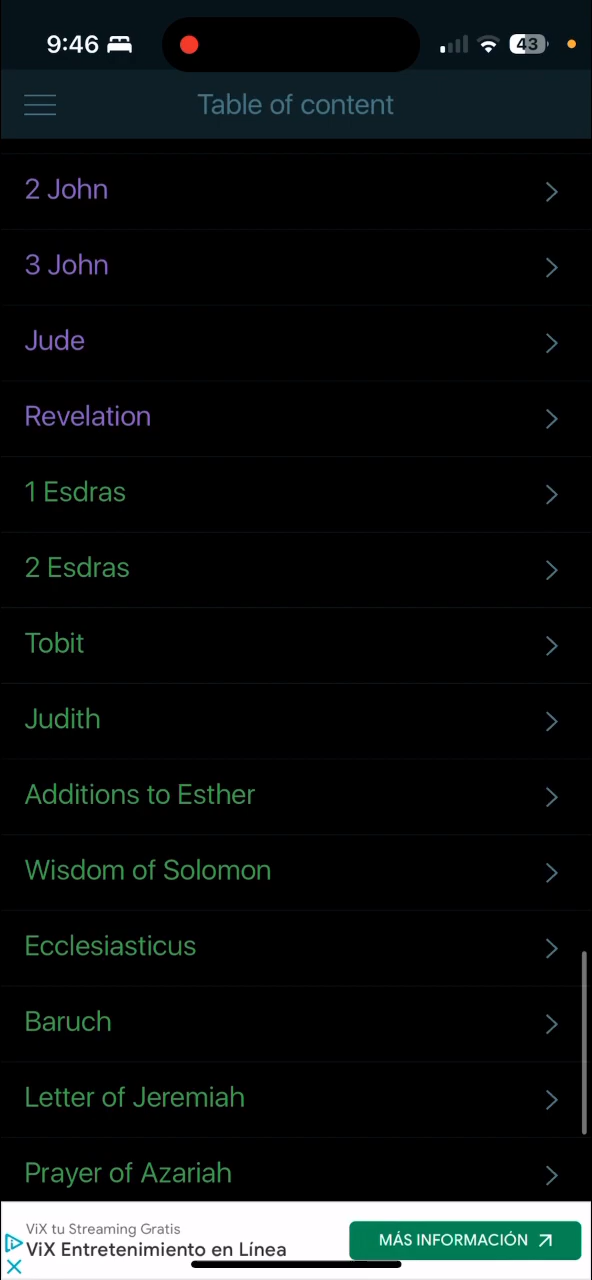 9:46
43
Table of content
2 John
3 John
Jude
Revelation
1 Esdras
2 Esdras
Tobit
Judith
Additions to Esther
Wisdom of Solomon
Ecclesiasticus
Baruch
Letter of Jeremiah
Prayer of Azariah
ViX tu Streaming Gratis
ViX Entretenimiento en Línea
MÁS INFORMACIÓN